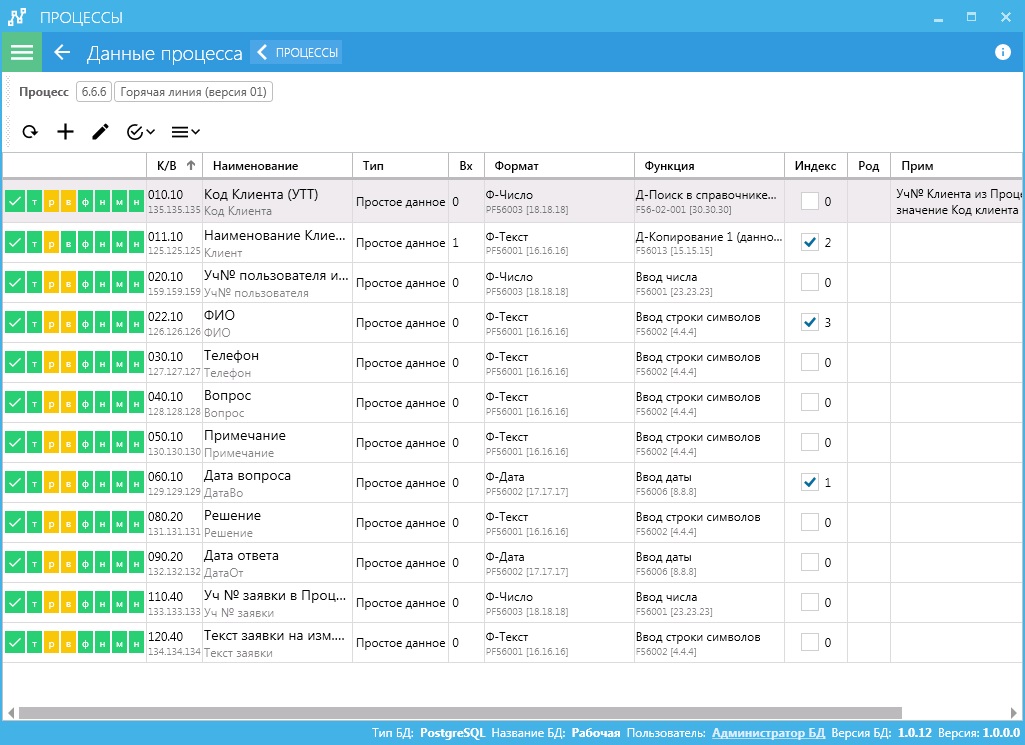 ПРОЦЕССЫ
Данные процесса ПРОЦЕССЫ
Процесс 6.6.6 Горячая линия (версия 01)
К/В Наименование Тип Вх Формат Функция Индекс Род Прим
т р в ф н м н 010.10 135.135.135 Код Клиента (УТТ) Код Клиента Простое данное 0 Ф-Число PF56003 [18.18.18] Д-Поиск в справочнике... F56-02-001 [30.30.30] 0 Уч№ Клиента из Проце значение Код клиента
т р в ф н м н 011.10 125.125.125 Наименование Клие... Клиент Простое данное 1 Ф-Текст PF56001 [16.16.16] Д-Копирование 1 (данно... F56013 [15.15.15] 2
т р в ф н м н 020.10 159.159.159 Уч№ пользователя и... Уч№ пользователя Простое данное 0 Ф-Число PF56003 [18.18.18] Ввод числа F56001 [23.23.23] 0
т р в ф н м н 022.10 126.126.126 ФИО ФИО Простое данное 0 Ф-Текст PF56001 [16.16.16] Ввод строки символов F56002 [4.4.4] 3
т р в ф н м н 030.10 127.127.127 Телефон Телефон Простое данное 0 Ф-Текст PF56001 [16.16.16] Ввод строки символов F56002 [4.4.4] 0
т р в ф н м н 040.10 128.128.128 Вопрос Вопрос Простое данное 0 Ф-Текст PF56001 [16.16.16] Ввод строки символов F56002 [4.4.4] 0
т р в ф н м н 050.10 130.130.130 Примечание Примечание Простое данное 0 Ф-Текст PF56001 [16.16.16] Ввод строки символов F56002 [4.4.4] 0
т р в ф н м н 060.10 129.129.129 Дата вопроса ДатаВо Простое данное 0 Ф-Дата PF56002 [17.17.17] Ввод даты F56006 [8.8.8] 1
т р в ф н м н 080.20 131.131.131 Решение Решение Простое данное 0 Ф-Текст PF56001 [16.16.16] Ввод строки символов F56002 [4.4.4] 0
т р в ф н м н 090.20 132.132.132 Дата ответа ДатаОт Простое данное 0 Ф-Дата PF56002 [17.17.17] Ввод даты F56006 [8.8.8] 0
т р в ф н м н 110.40 133.133.133 Уч № заявки в Проц... Уч № заявки Простое данное 0 Ф-Число PF56003 [18.18.18] Ввод числа F56001 [23.23.23] 0
т р в ф н м н 120.40 134.134.134 Текст заявки на изм.... Текст заявки Простое данное 0 Ф-Текст PF56001 [16.16.16] Ввод строки символов F56002 [4.4.4] 0
Тип БД: PostgreSQL Название БД: Рабочая Пользователь: Администратор БД Версия БД: 1.0.12 Версия: 1.0.0.0